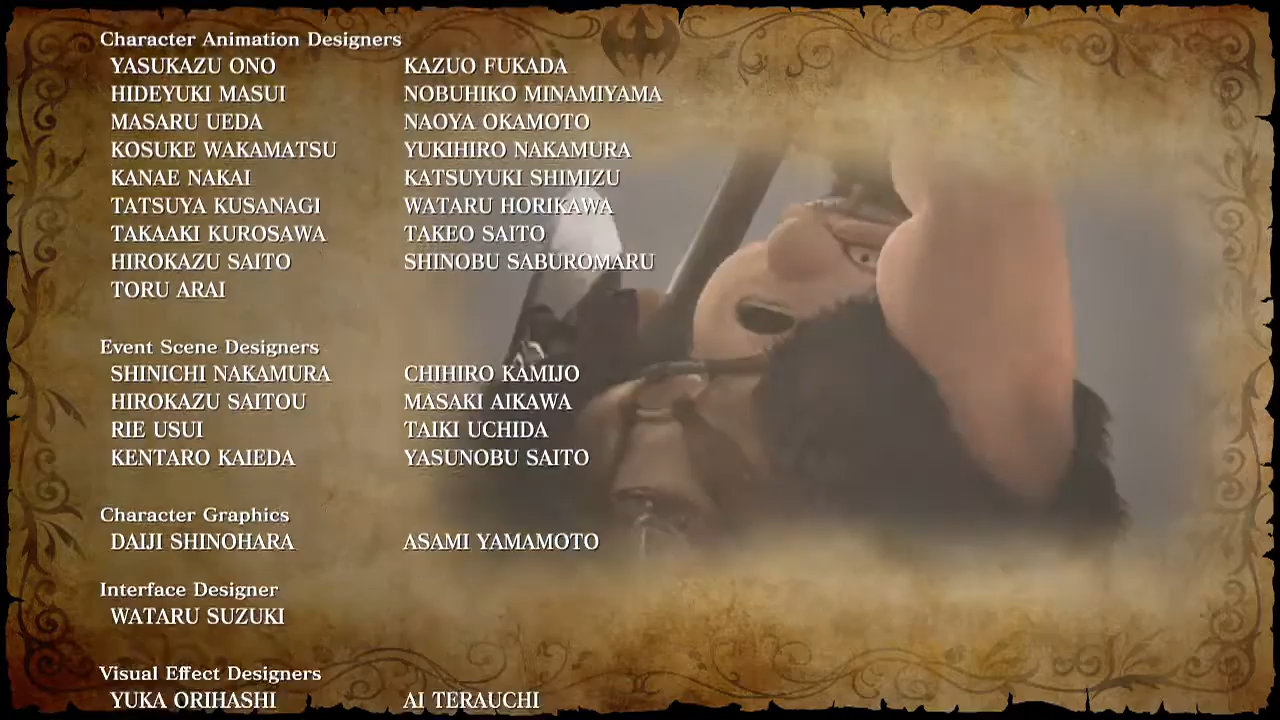 Character Animation Designers
YASUKAZU ONO KAZUO FUKADA
HIDEYUKI MASUI NOBUHIKO MINAMIYAMA
MASARU UEDA NAOYA OKAMOTO
KOSUKE WAKAMATSU YUKIHIRO NAKAMURA
KANAE NAKAI KATSUYUKI SHIMIZU
TATSUYA KUSANAGI WATARU HORIKAWA
TAKAAKI KUROSAWA TAKEO SAITO
HIROKAZU SAITO SHINOBU SABUROMARU
TORU ARAI
Event Scene Designers
SHINICHI NAKAMURA CHIHIRO KAMIJO
HIROKAZU SAITOU MASAKI AIKAWA
RIE USUI TAIKI UCHIDA
KENTARO KAIEDA YASUNOBU SAITO
Character Graphics
DAIJI SHINOHARA ASAMI YAMAMOTO
Interface Designer
WATARU SUZUKI
Visual Effect Designers
YUKA ORIHASHI AI TERAUCHI